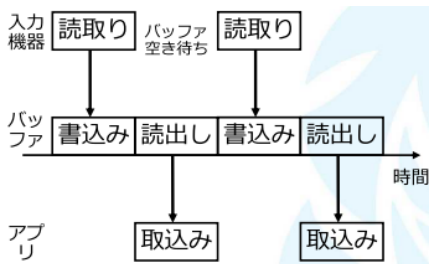 入力
機器
読取り
バッファ
空き待ち
読取り
バッ
ファ
書込み
読出し
書込み
読出し
時間
アプ
リ
取込み
取込み